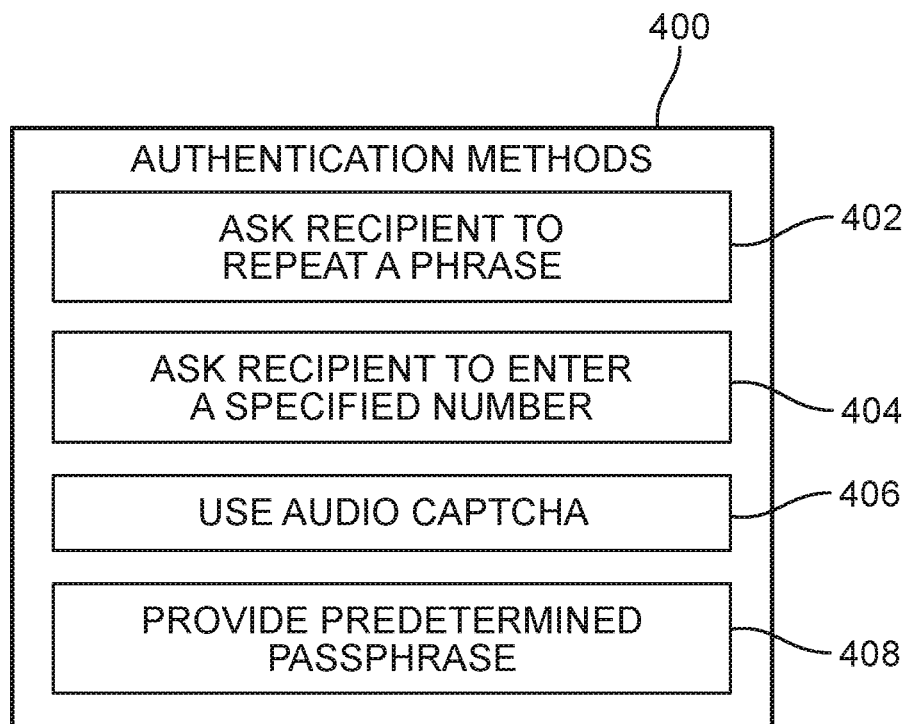 400
AUTHENTICATION METHODS
ASK RECIPIENT TO
REPEAT A PHRASE
402
ASK RECIPIENT TO ENTER
A SPECIFIED NUMBER
404
USE AUDIO CAPTCHA
406
PROVIDE PREDETERMINED
PASSPHRASE
408